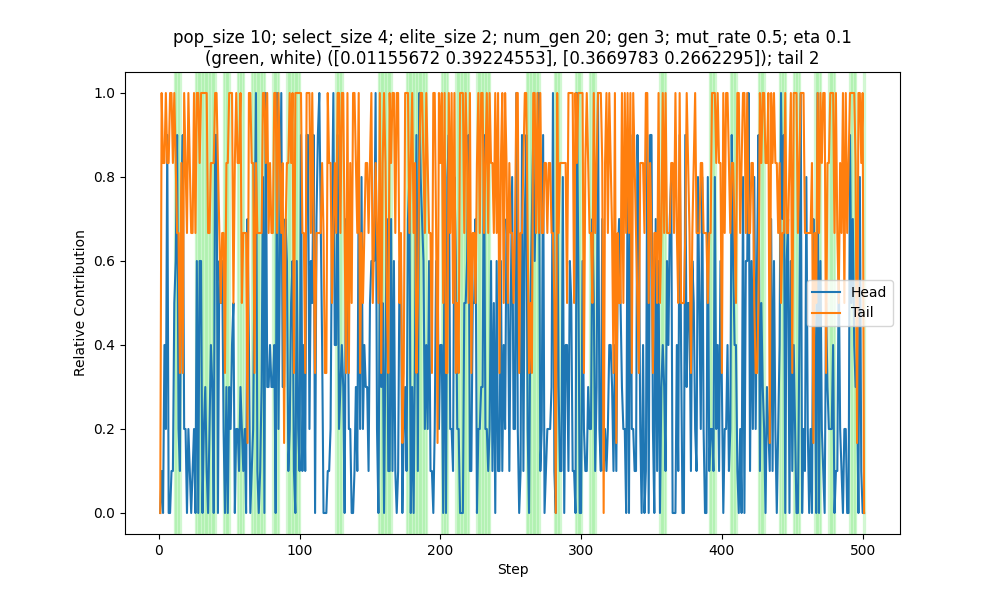 pop_size 10; select_size 4; elite_size 2; num_gen 20; gen 3; mut_rate 0.5; eta 0.1
(green, white) ([0.01155672 0.39224553], [0.3669783 0.2662295]); tail 2
1.0
0.8
0.6
0.4
0.2
0.0
Relative Contribution
Head
Tail
0 100 200 300 400 500
Step